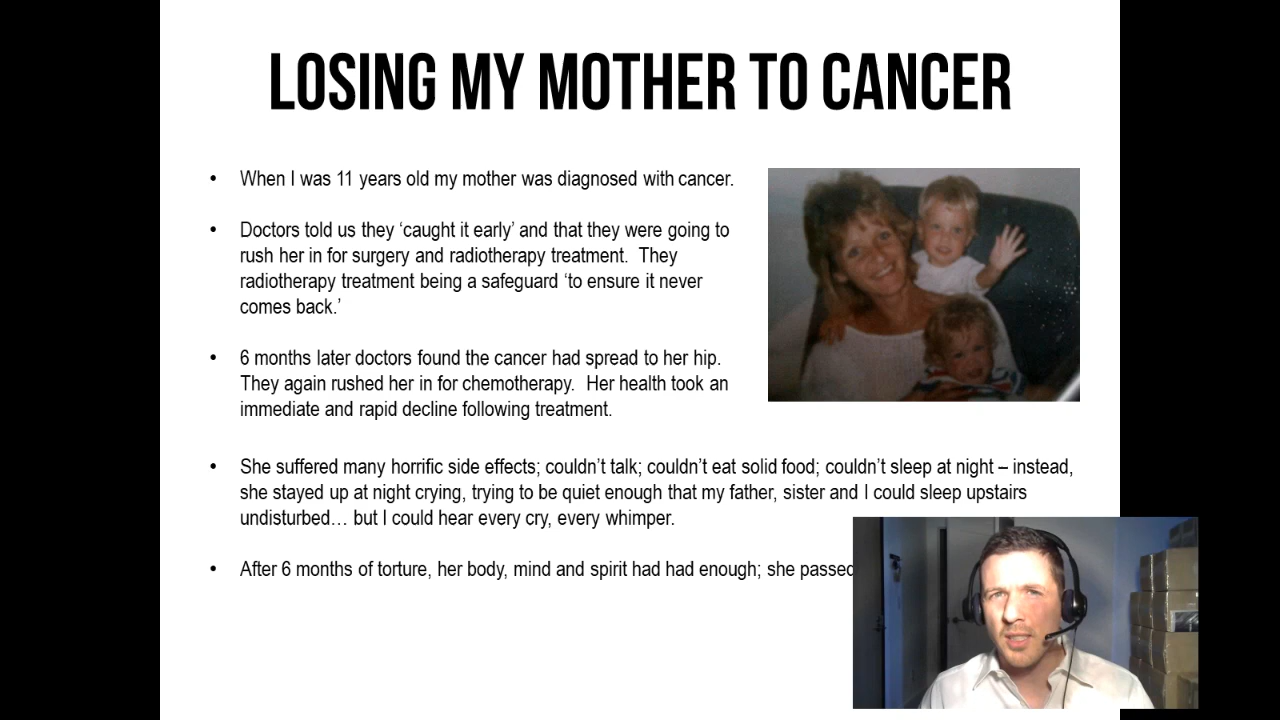 LOSING MY MOTHER TO CANCER
• When I was 11 years old my mother was diagnosed with cancer.
• Doctors told us they ‘caught it early’ and that they were going to
rush her in for surgery and radiotherapy treatment.  They
radiotherapy treatment being a safeguard ‘to ensure it never
comes back.’
• 6 months later doctors found the cancer had spread to her hip.
They again rushed her in for chemotherapy.  Her health took an
immediate and rapid decline following treatment.
• She suffered many horrific side effects; couldn’t talk; couldn’t eat solid food; couldn’t sleep at night – instead,
she stayed up at night crying, trying to be quiet enough that my father, sister and I could sleep upstairs
undisturbed… but I could hear every cry, every whimper.
• After 6 months of torture, her body, mind and spirit had had enough; she passed